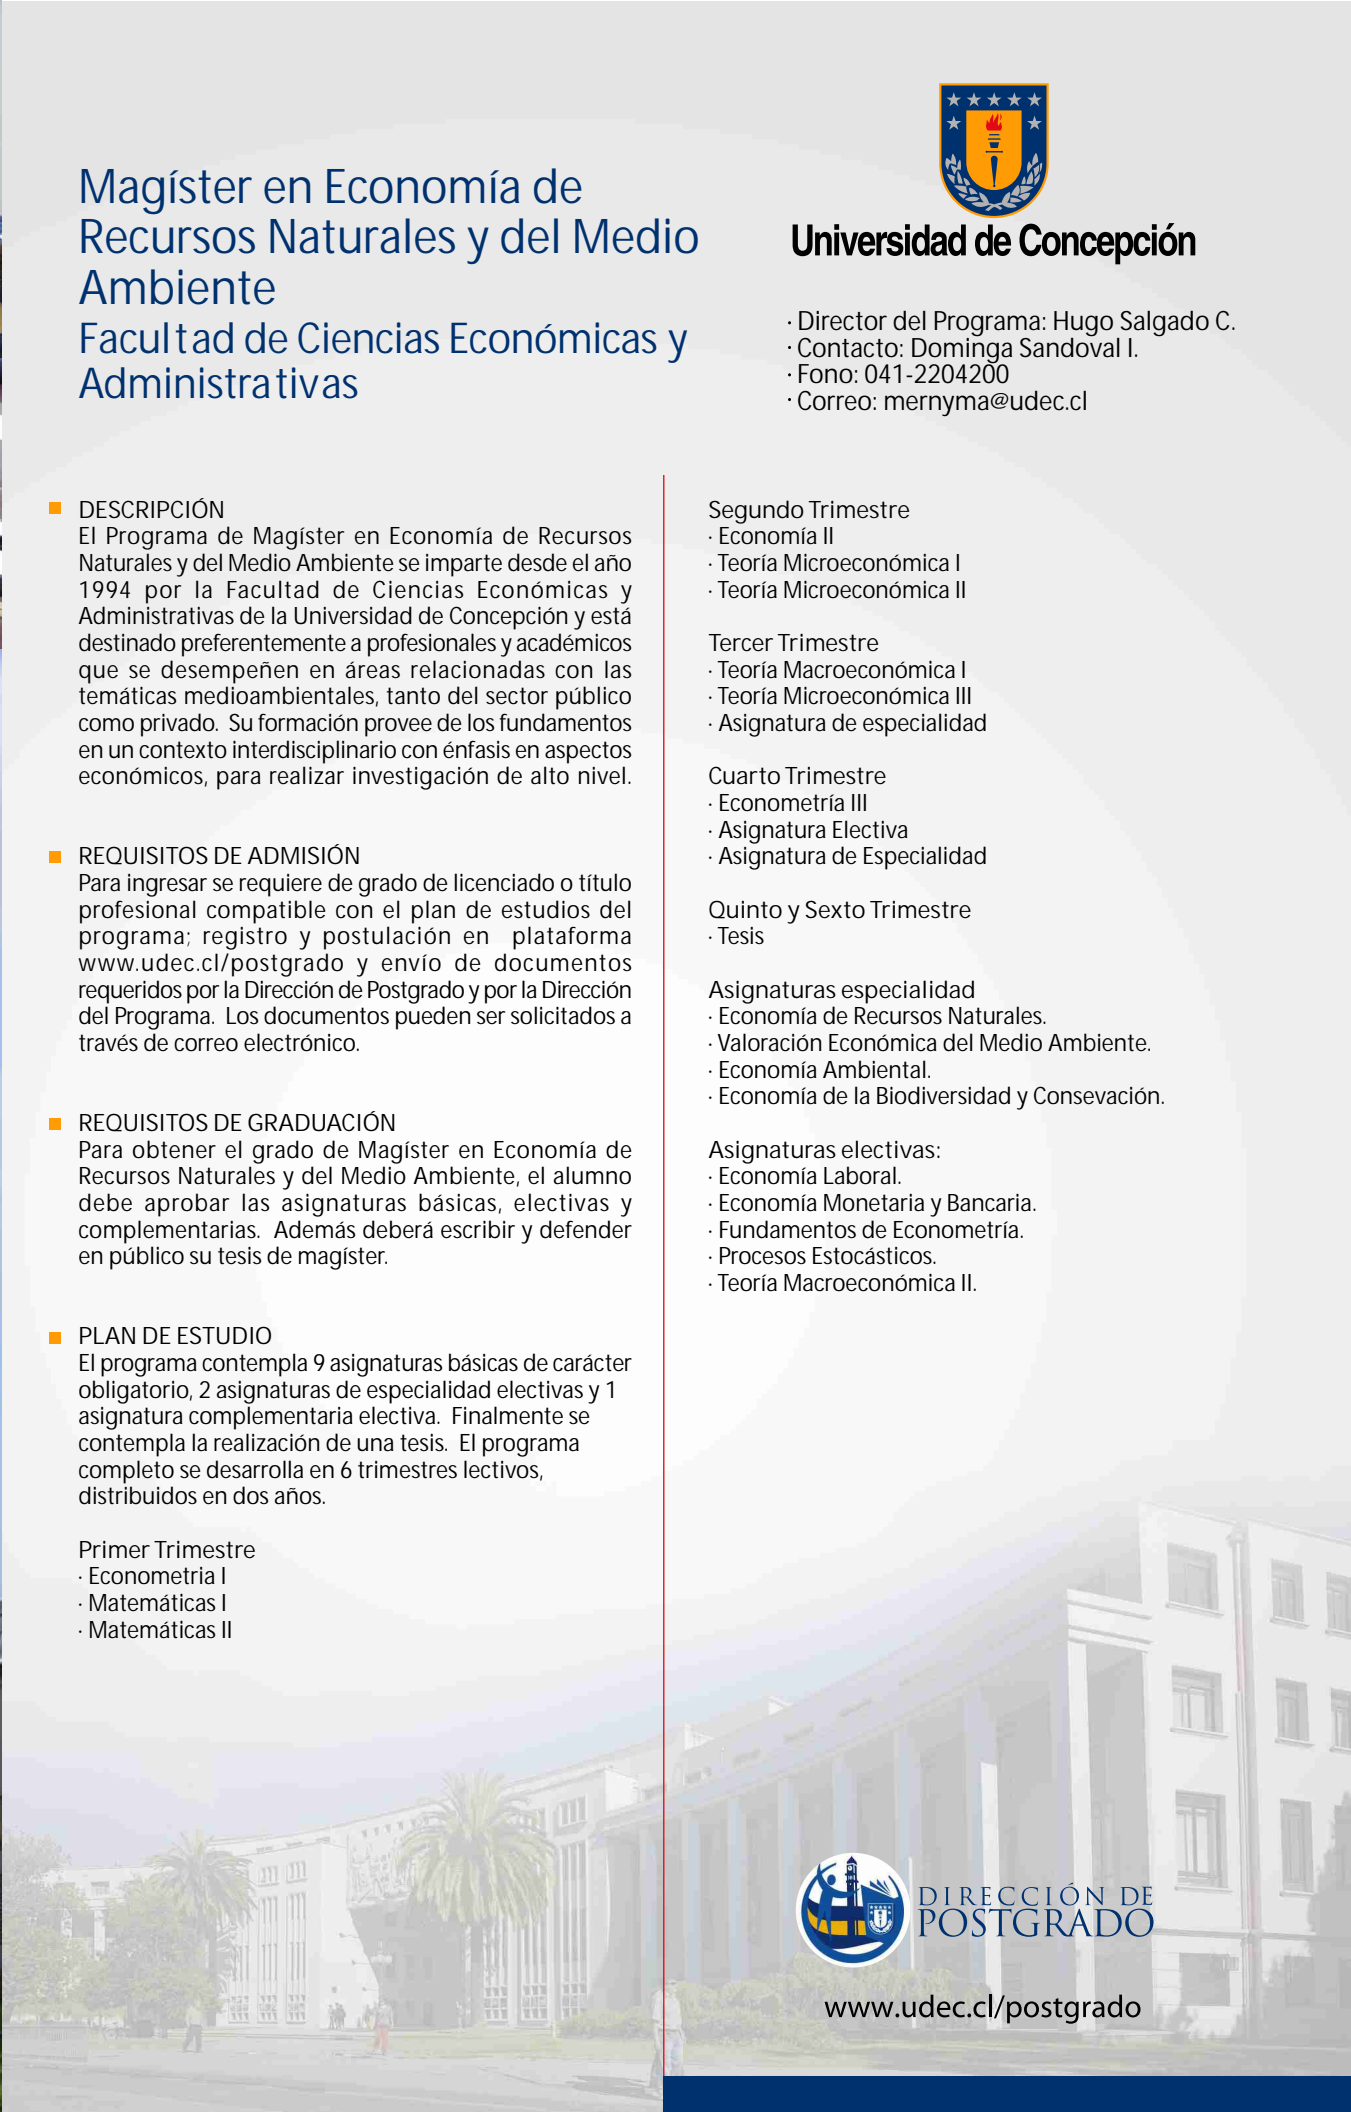 Magíster en Economía de
Recursos Naturales y del Medio
Ambiente
Facultad de Ciencias Económicas y
Administrativas
Universidad de Concepción
· Director del Programa: Hugo Salgado C.
· Contacto: Dominga Sandoval I.
· Fono: 041-2204200
· Correo: mernyma@udec.cl
DESCRIPCIÓN
El Programa de Magíster en Economía de Recursos
Naturales y del Medio Ambiente se imparte desde el año
1994 por la Facultad de Ciencias Económicas y
Administrativas de la Universidad de Concepción y está
destinado preferentemente a profesionales y académicos
que se desempeñen en áreas relacionadas con las
temáticas medioambientales, tanto del sector público
como privado. Su formación provee de los fundamentos
en un contexto interdisciplinario con énfasis en aspectos
económicos, para realizar investigación de alto nivel.
REQUISITOS DE ADMISIÓN
Para ingresar se requiere de grado de licenciado o título
profesional compatible con el plan de estudios del
programa; registro y postulación en plataforma
www.udec.cl/postgrado y envío de documentos
requeridos por la Dirección de Postgrado y por la Dirección
del Programa. Los documentos pueden ser solicitados a
través de correo electrónico.
REQUISITOS DE GRADUACIÓN
Para obtener el grado de Magíster en Economía de
Recursos Naturales y del Medio Ambiente, el alumno
debe aprobar las asignaturas básicas, electivas y
complementarias. Además deberá escribir y defender
en público su tesis de magíster.
PLAN DE ESTUDIO
El programa contempla 9 asignaturas básicas de carácter
obligatorio, 2 asignaturas de especialidad electivas y 1
asignatura complementaria electiva. Finalmente se
contempla la realización de una tesis. El programa
completo se desarrolla en 6 trimestres lectivos,
distribuidos en dos años.
Primer Trimestre
· Econometria I
· Matemáticas I
· Matemáticas II
Segundo Trimestre
· Economía II
· Teoría Microeconómica I
· Teoría Microeconómica II
Tercer Trimestre
· Teoría Macroeconómica I
· Teoría Microeconómica III
· Asignatura de especialidad
Cuarto Trimestre
· Econometría III
· Asignatura Electiva
· Asignatura de Especialidad
Quinto y Sexto Trimestre
· Tesis
Asignaturas especialidad
· Economía de Recursos Naturales.
· Valoración Económica del Medio Ambiente.
· Economía Ambiental.
· Economía de la Biodiversidad y Consevación.
Asignaturas electivas:
· Economía Laboral.
· Economía Monetaria y Bancaria.
· Fundamentos de Econometría.
· Procesos Estocásticos.
· Teoría Macroeconómica II.
DIRECCIÓN DE
POSTGRADO
www.udec.cl/postgrado